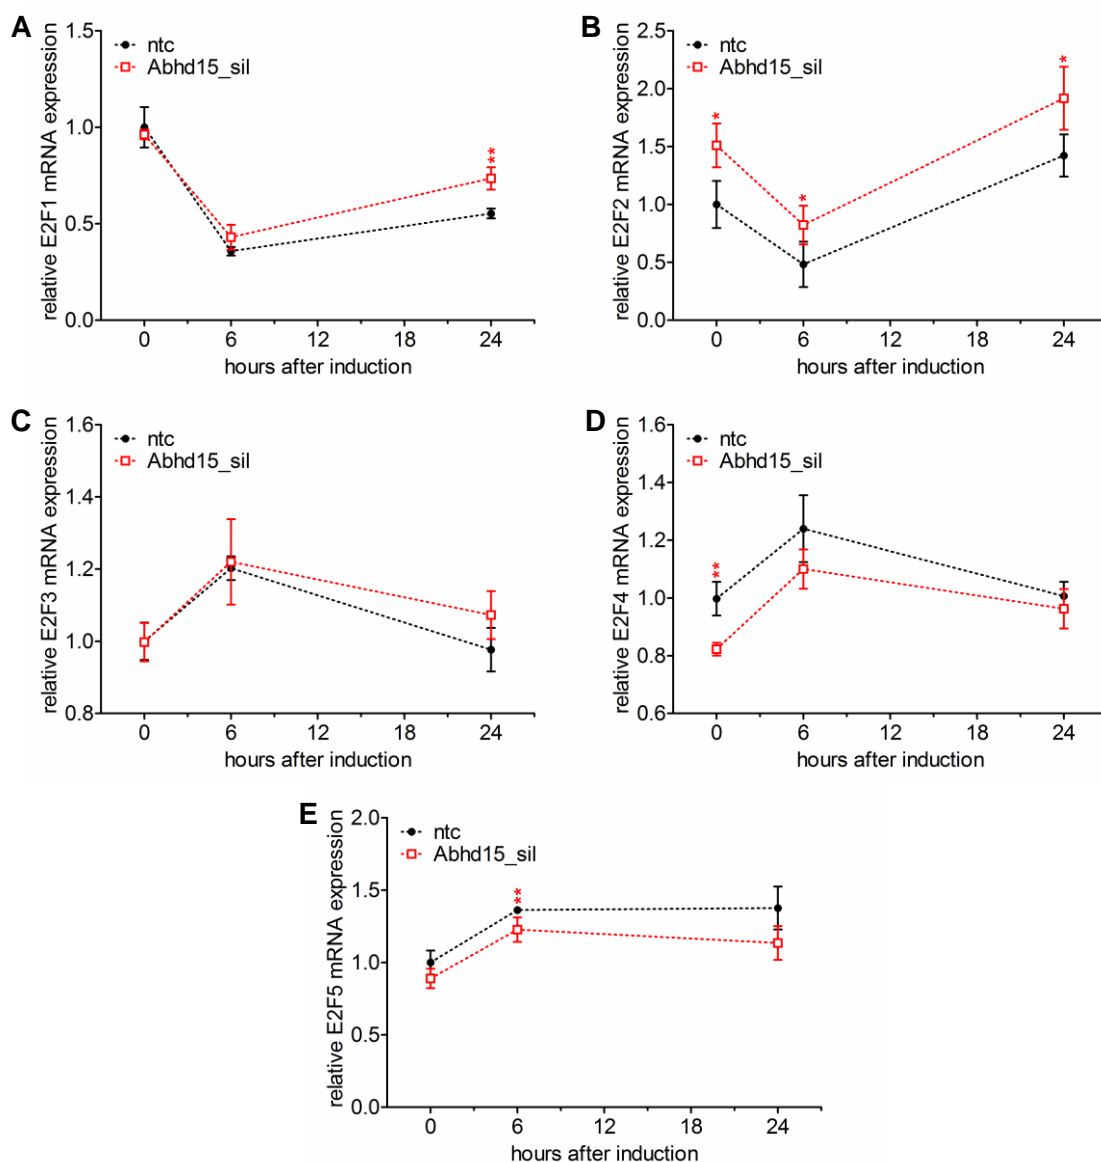 A
relative E2F1 mRNA expression
1.5
1.0
0.5
0.0
ntc
Abhd15_sil
**
0 6 12 18 24
hours after induction
B
relative E2F2 mRNA expression
2.5
2.0
1.5
1.0
0.5
0.0
ntc
Abhd15_sil
*
*
*
0 6 12 18 24
hours after induction
C
relative E2F3 mRNA expression
1.6
1.4
1.2
1.0
0.8
ntc
Abhd15_sil
0 6 12 18 24
hours after induction
D
relative E2F4 mRNA expression
1.6
1.4
1.2
1.0
0.8
0.6
ntc
Abhd15_sil
**
0 6 12 18 24
hours after induction
E
relative E2F5 mRNA expression
2.0
1.5
1.0
0.5
0.0
ntc
Abhd15_sil
**
0 6 12 18 24
hours after induction